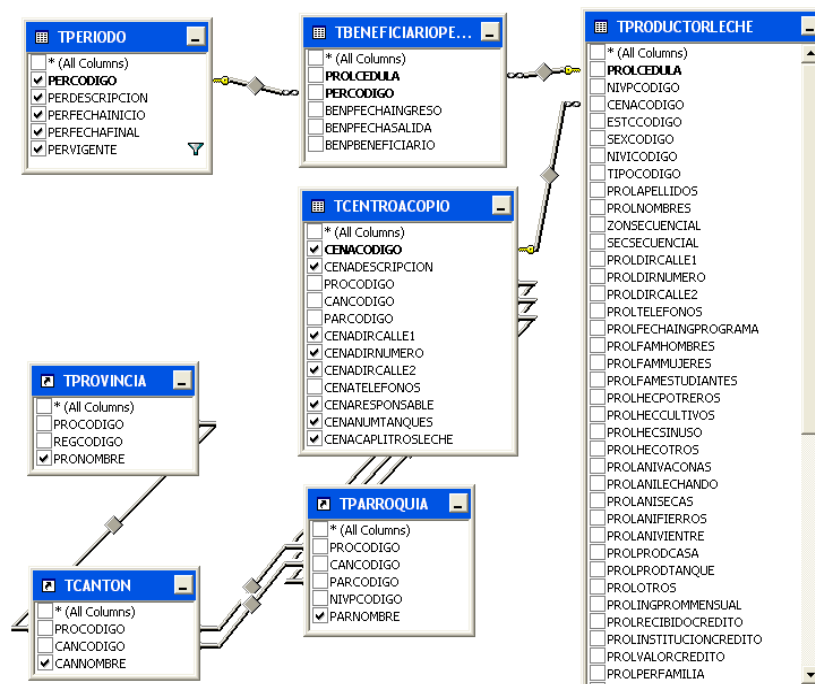 TPERIODO
* (All Columns)
PERCODIGO
PERDESCRIPCION
PERFECHAINICIO
PERFECHAFINAL
PERVIGENTE
TBENEFICIARIOPE...
* (All Columns)
PROLCEDULA
PERCODIGO
BENPFECHAINGRESO
BENPFECHASALIDA
BENPBENEFICIARIO
TPRODUCTORLECHE
* (All Columns)
PROLCEDULA
NIVPCODIGO
CENACODIGO
ESTCCODIGO
SEXCODIGO
NIVICODIGO
TIPOCODIGO
PROLAPELLIDOS
PROLNOMBRES
ZONSECUENCIAL
SECSECUENCIAL
PROLDIRCALLE1
PROLDIRNUMERO
PROLDIRCALLE2
PROLTELEFONOS
PROLFECHAINGPROGRAMA
PROLFAMHOMBRES
PROLFAMMUJERES
PROLFAMESTUDIANTES
PROLHECPOTREROS
PROLHECCULTIVOS
PROLHECSINUSO
PROLHECOTROS
PROLANIVACONAS
PROLANILECHANDO
PROLANISECAS
PROLANIFIERROS
PROLANIVIENTRE
PROLPRODCASA
PROLPRODTANQUE
PROLOTROS
PROLINGPROMMENSUAL
PROLRECIBIDOCREDITO
PROLINSTITUCIONCREDITO
PROLVALORCREDITO
PROLPERFAMILIA
TCENTROACOPIO
* (All Columns)
CENACODIGO
CENADESCRIPCION
PROCODIGO
CANCODIGO
PARCODIGO
CENADIRCALLE1
CENADIRNUMERO
CENADIRCALLE2
CENATELEFONOS
CENARESPONSABLE
CENANUMTANQUES
CENACAPLITROSLECHE
TPROVINCIA
* (All Columns)
PROCODIGO
REGCODIGO
PRONOMBRE
TPARROQUIA
* (All Columns)
PROCODIGO
CANCODIGO
PARCODIGO
NIVPCODIGO
PARNOMBRE
TCANTON
* (All Columns)
PROCODIGO
CANCODIGO
CANNOMBRE